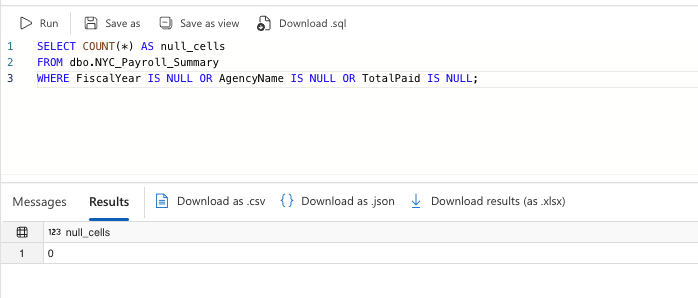 Run Save as Save as view Download .sql
1 SELECT COUNT(*) AS null_cells
2 FROM dbo.NYC_Payroll_Summary
3 WHERE FiscalYear IS NULL OR AgencyName IS NULL OR TotalPaid IS NULL;
Messages Results Download as .csv {} Download as .json Download results (as .xlsx)
123 null_cells
1 0